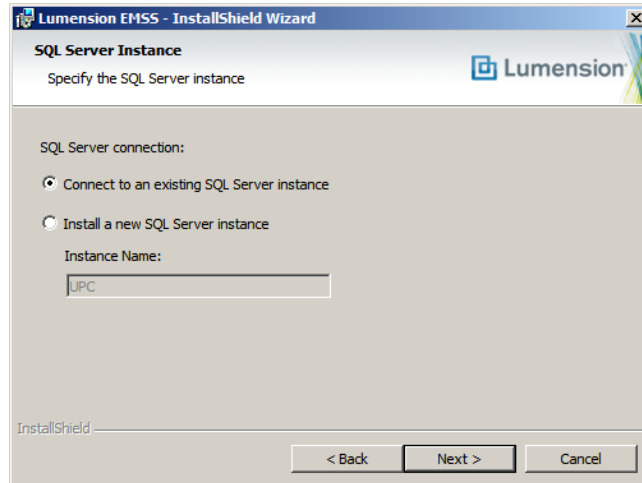 Lumension EMSS - InstallShield Wizard
SQL Server Instance
Specify the SQL Server instance
Lumension
SQL Server connection:
Connect to an existing SQL Server instance
Install a new SQL Server instance
Instance Name:
UPC
InstallShield
< Back
Next >
Cancel